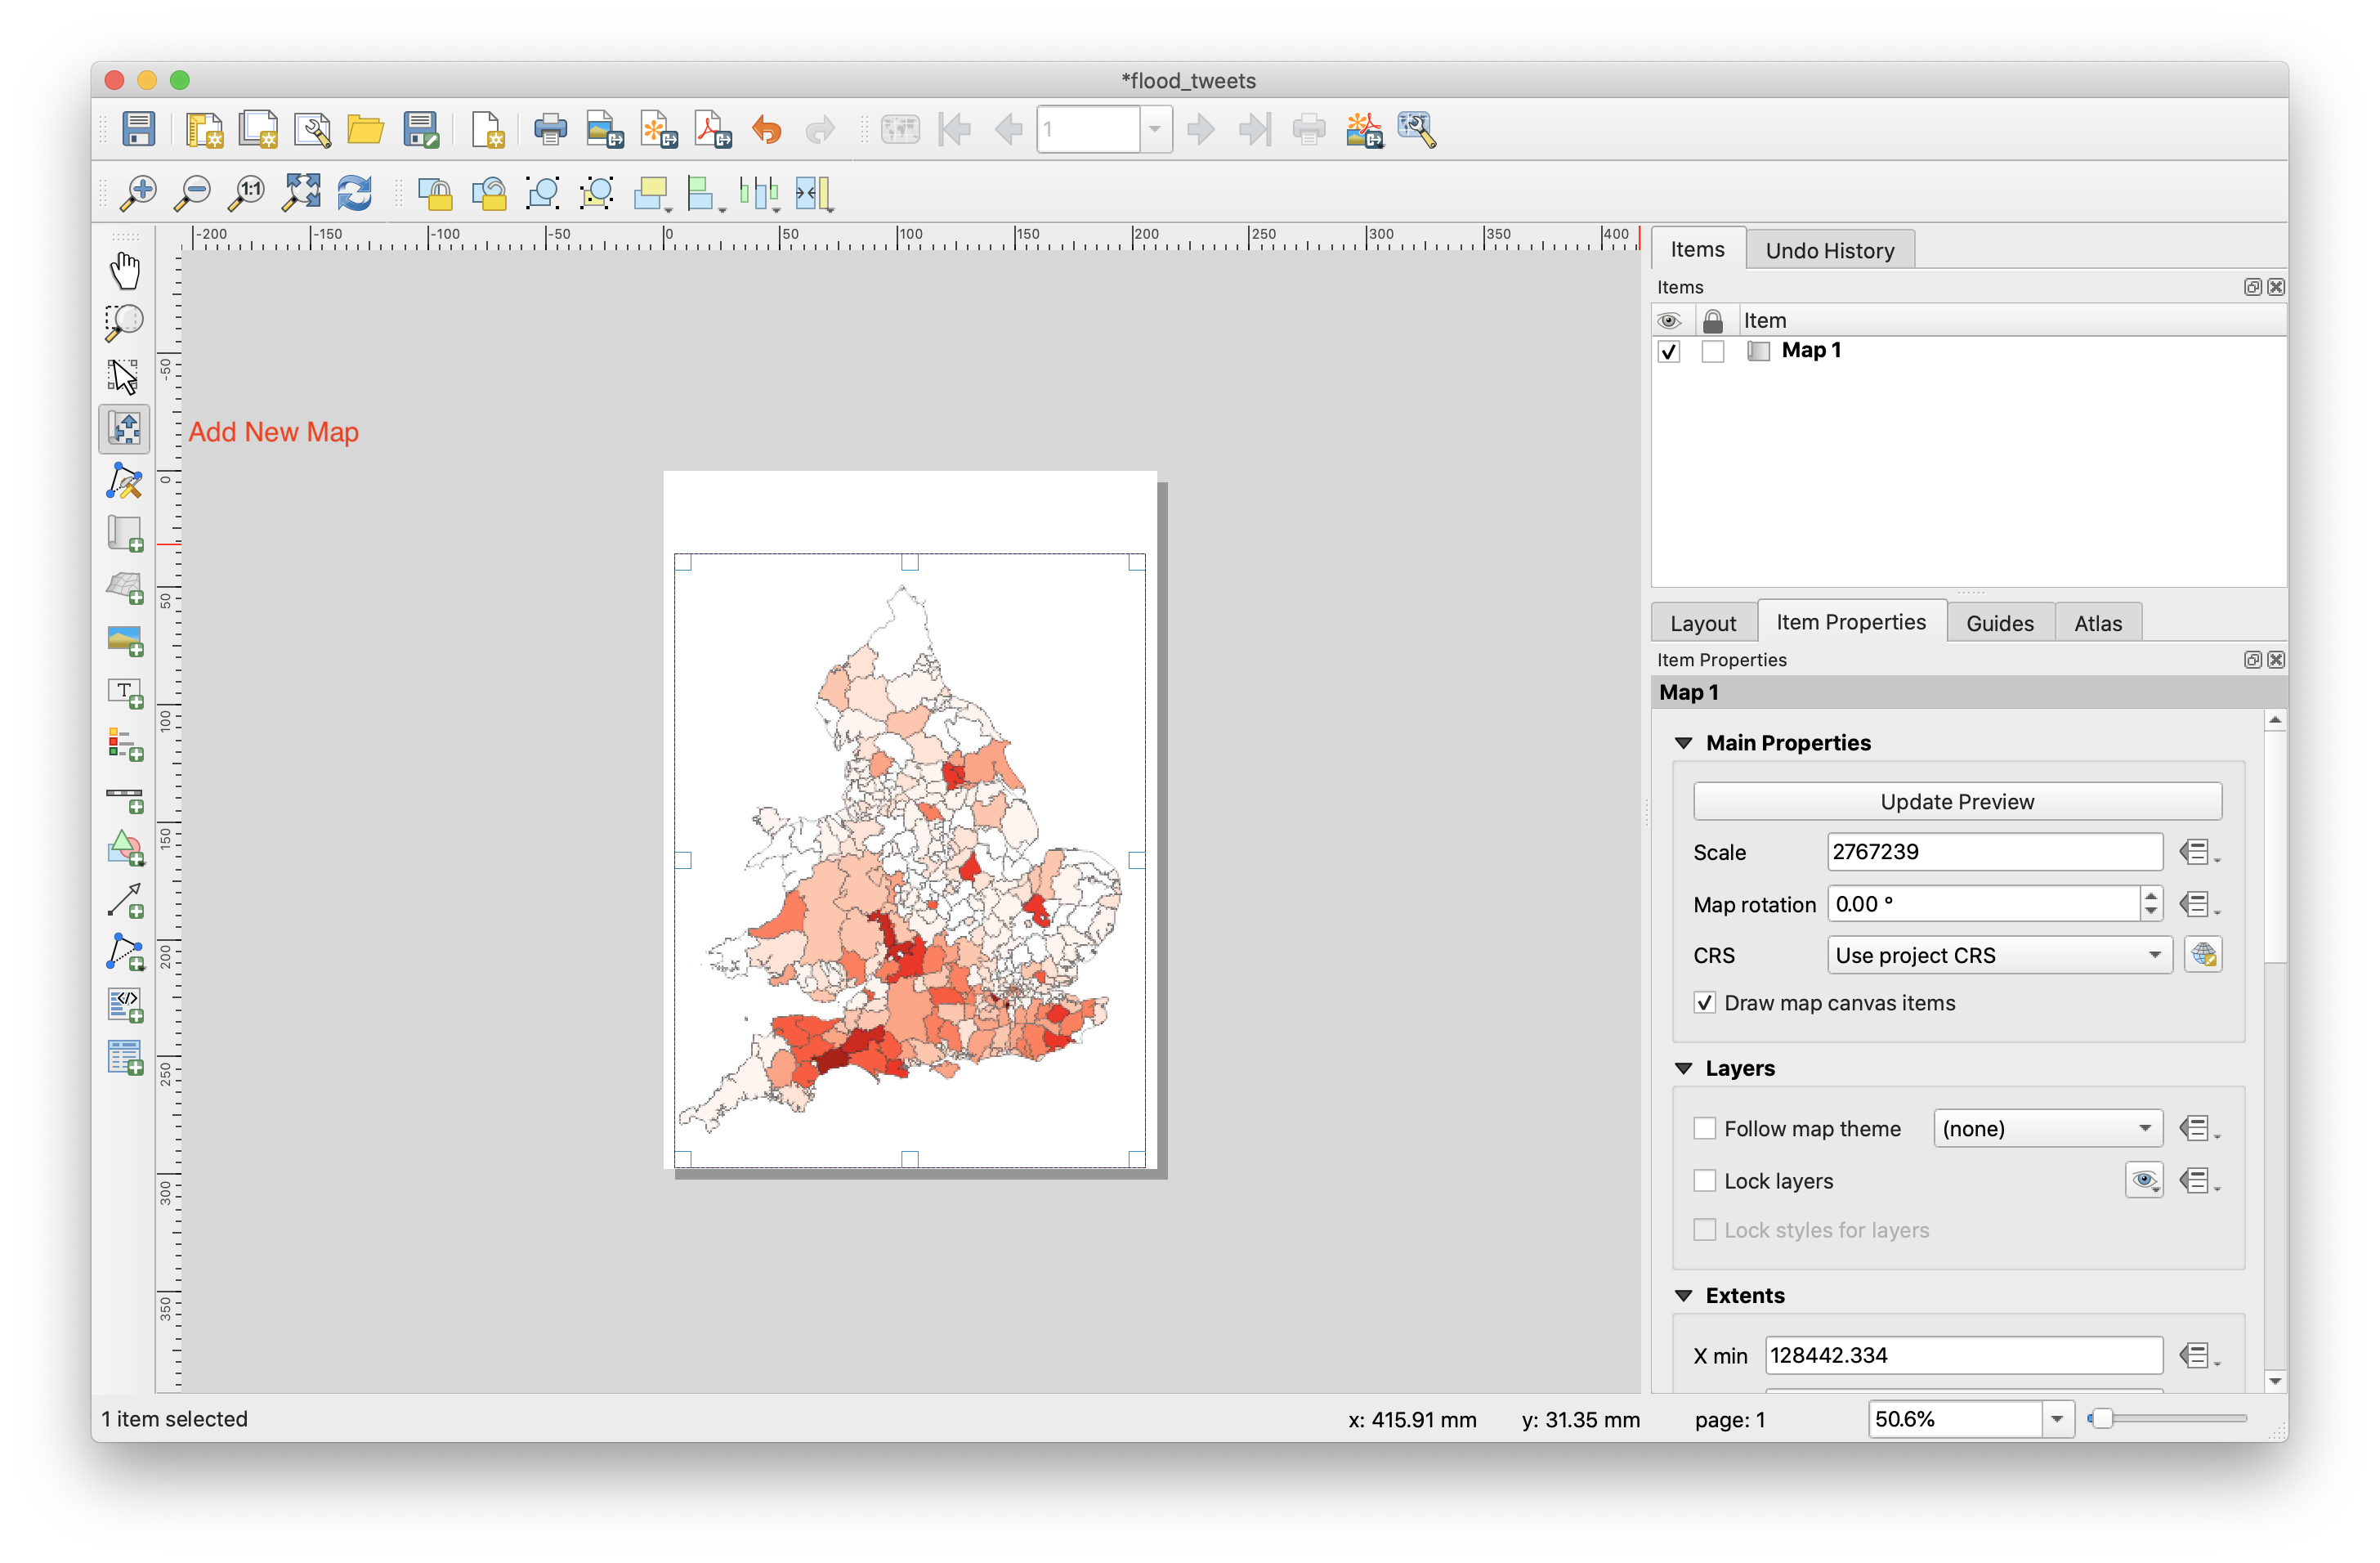 *flood_tweets
1
1:1
-200 -150 -100 -50 0 50 100 150 200 250 300 350 400
Items Undo History
Items
Item
Map 1
Add New Map
-50
0
50
100
150
200
250
300
350
T
</>
Layout Item Properties Guides Atlas
Item Properties
Map 1
Main Properties
Update Preview
Scale 2767239
Map rotation 0.00 °
CRS Use project CRS
Draw map canvas items
Layers
Follow map theme (none)
Lock layers
Lock styles for layers
Extents
X min 128442.334
1 item selected x: 415.91 mm y: 31.35 mm page: 1 50.6%